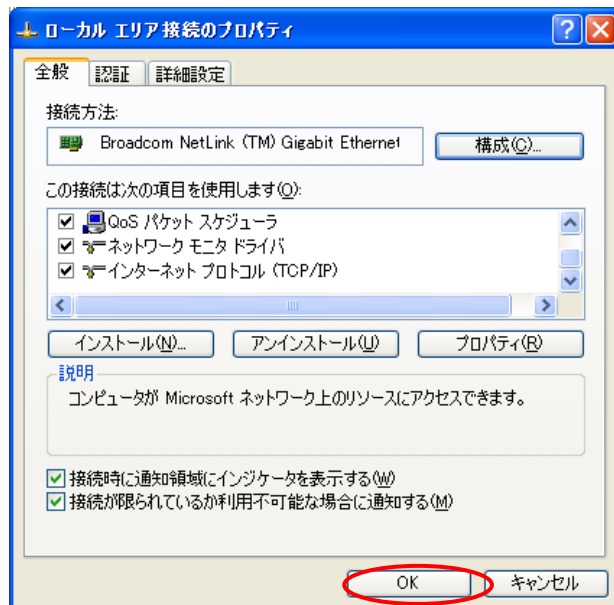 ローカル エリア接続のプロパティ
全般 認証 詳細設定
接続方法:
Broadcom NetLink (TM) Gigabit Ethernet
構成(C)...
この接続は次の項目を使用します(O):
QoS パケット スケジューラ
ネットワーク モニタ ドライバ
インターネット プロトコル (TCP/IP)
インストール(N)... アンインストール(U) プロパティ(R)
説明
コンピュータが Microsoft ネットワーク上のリソースにアクセスできます。
接続時に通知領域にインジケータを表示する(W)
接続が限られているか利用不可能な場合に通知する(M)
OK キャンセル